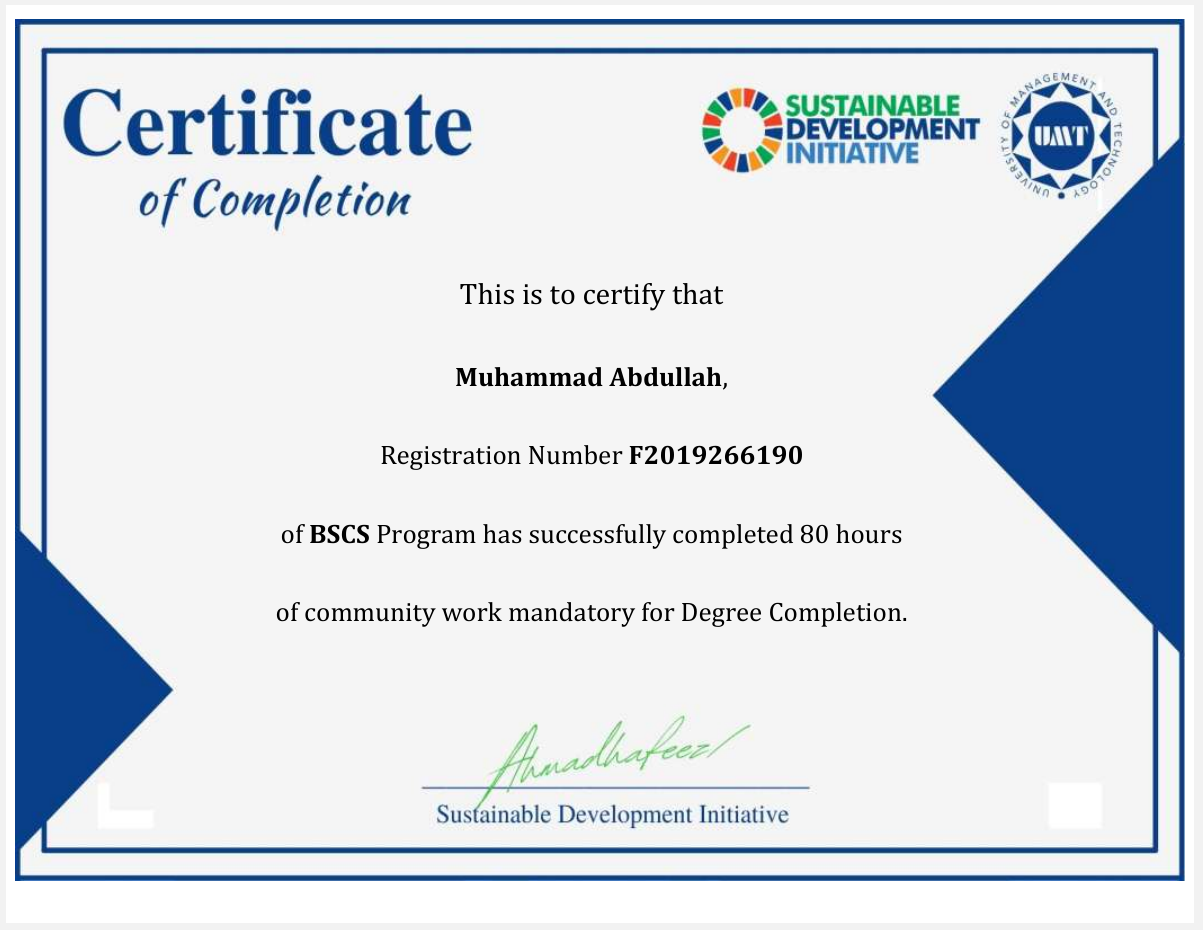 Certificate
of Completion
SUSTAINABLE
DEVELOPMENT
INITIATIVE
UNIVERSITY OF MANAGEMENT AND TECHNOLOGY
UMT
This is to certify that
Muhammad Abdullah,
Registration Number F2019266190
of BSCS Program has successfully completed 80 hours
of community work mandatory for Degree Completion.
Ahmadhafeez
Sustainable Development Initiative